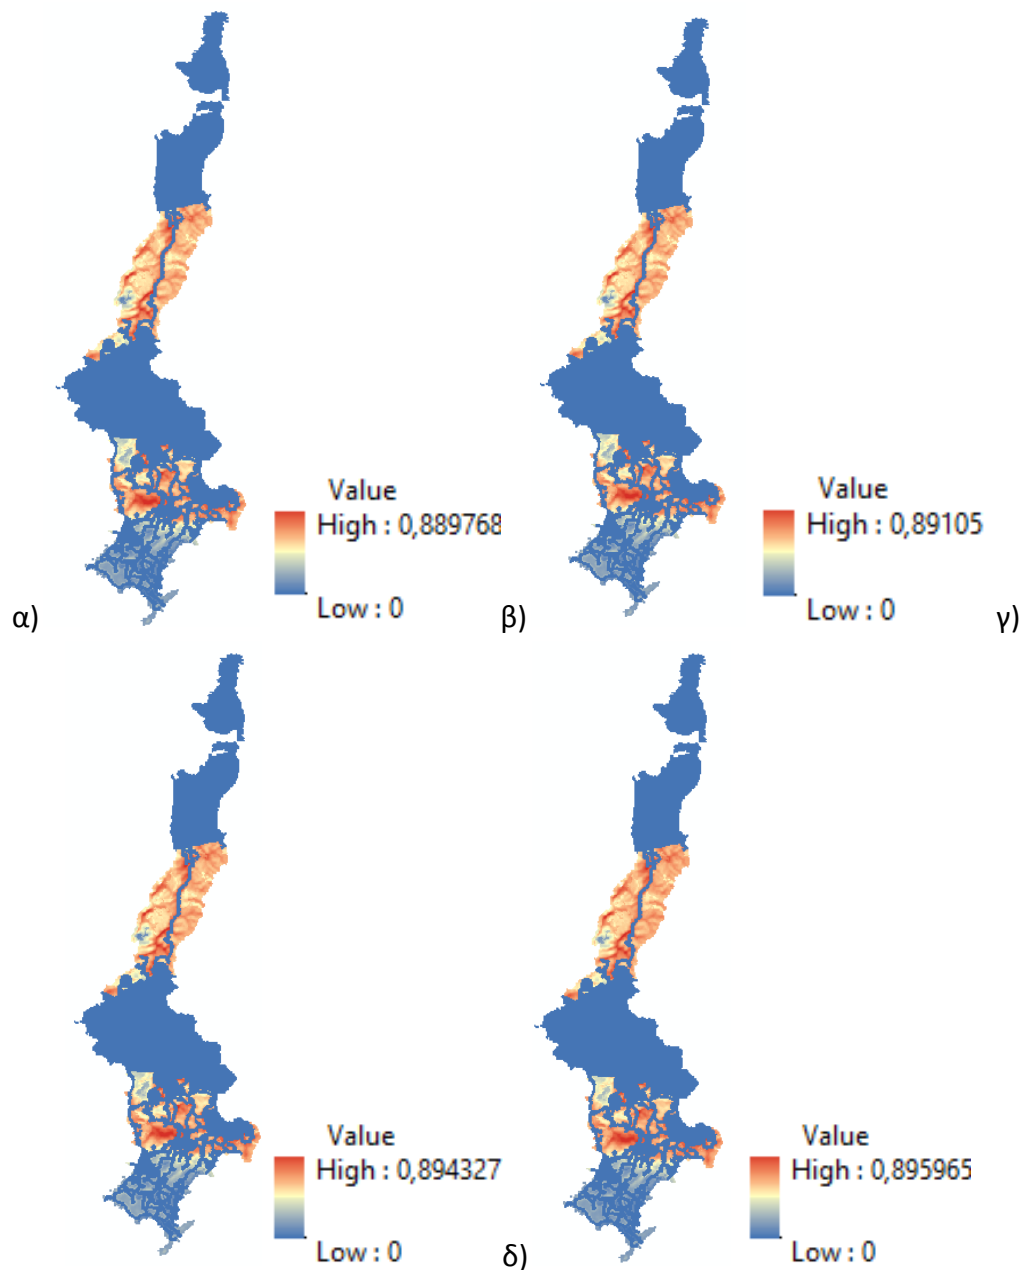 Value
High : 0,889768
Low : 0
α)
Value
High : 0,89105
Low : 0
β)
γ)
Value
High : 0,894327
Low : 0
Value
High : 0,895965
Low : 0
δ)